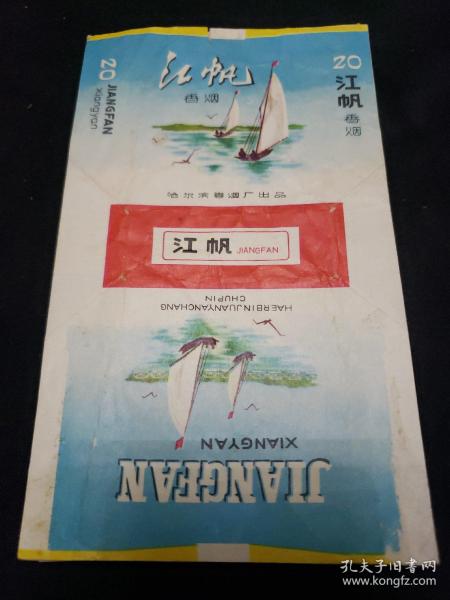 江帆
香烟
20 JIANGFAN
xiangyan
20
江帆
香烟
哈尔滨卷烟厂出品
江帆 JIANGFAN
HAERBINJUANYANCHANG
CHUPIN
XIANGYAN
JIANGFAN
孔夫子旧书网
www.kongfz.com